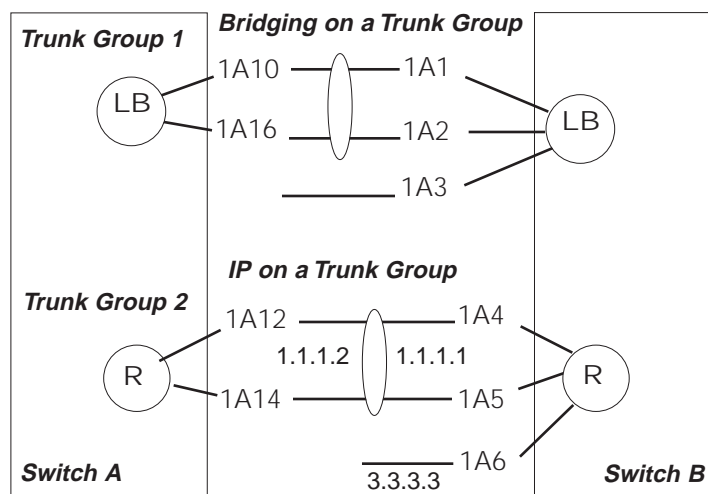 Bridging on a Trunk Group
Trunk Group 1
1A10 1A1
LB LB
1A16 1A2
1A3
IP on a Trunk Group
Trunk Group 2
1A12 1A4
1.1.1.2 1.1.1.1
R R
1A14 1A5
1A6
Switch A Switch B
3.3.3.3